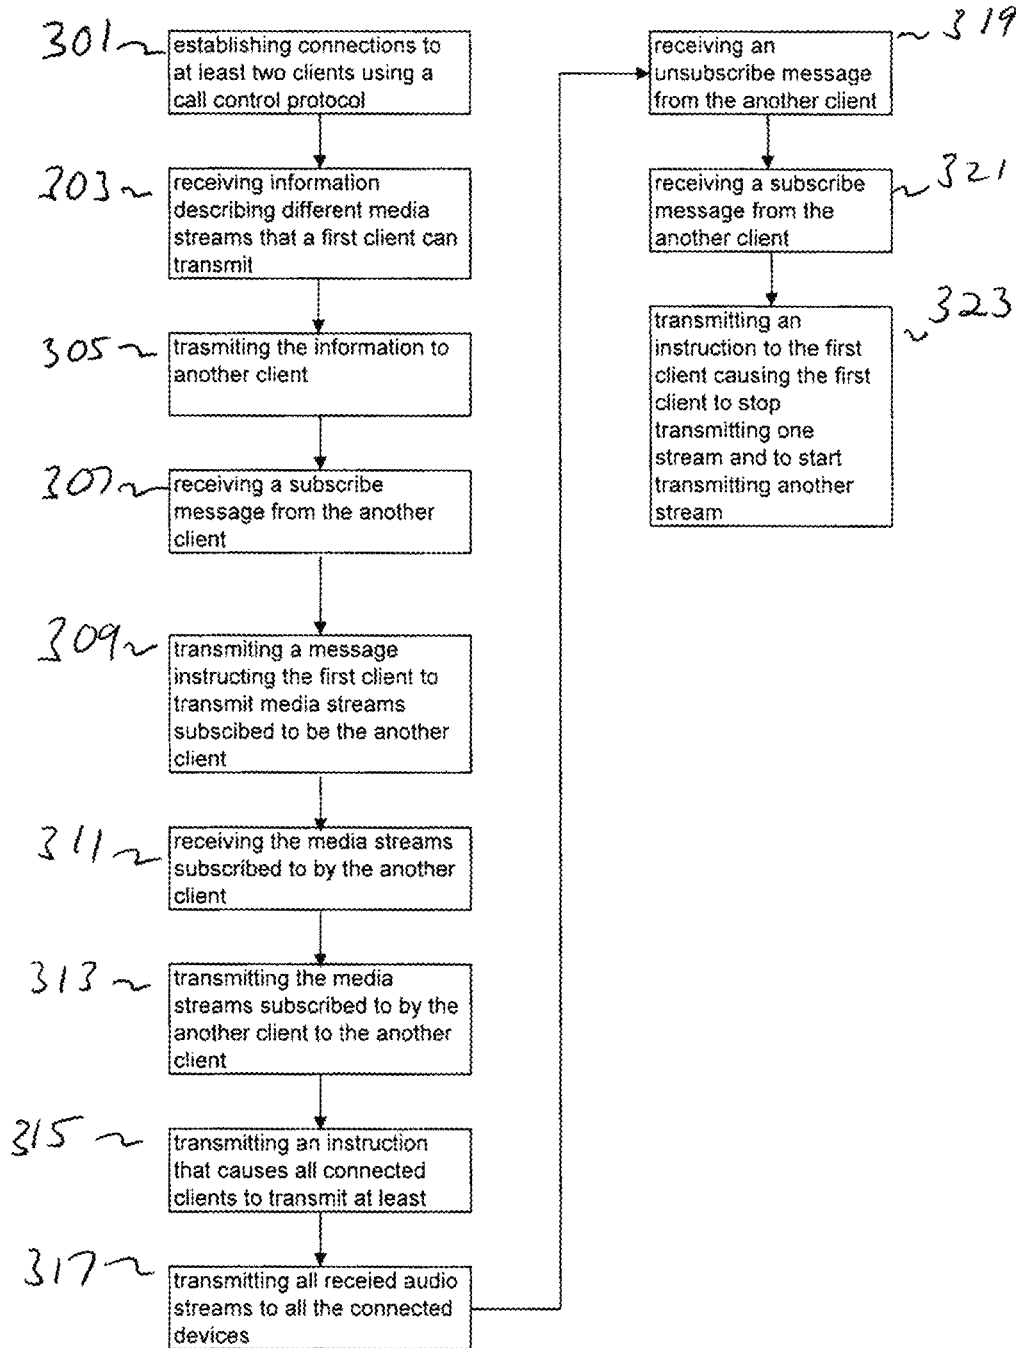 301
establishing connections to
at least two clients using a
call control protocol
303
receiving information
describing different media
streams that a first client can
transmit
305
trasmiting the information to
another client
307
receiving a subscribe
message from the another
client
309
transmiting a message
instructing the first client to
transmit media streams
subscibed to be the another
client
311
receiving the media streams
subscribed to by the another
client
313
transmitting the media
streams subscribed to by the
another client to the another
client
315
transmitting an instruction
that causes all connected
clients to transmit at least
317
transmitting all receied audio
streams to all the connected
devices
319
receiving an
unsubscribe message
from the another client
321
receiving a subscribe
message from the
another client
323
transmitting an
instruction to the first
client causing the first
client to stop
transmitting one
stream and to start
transmitting another
stream